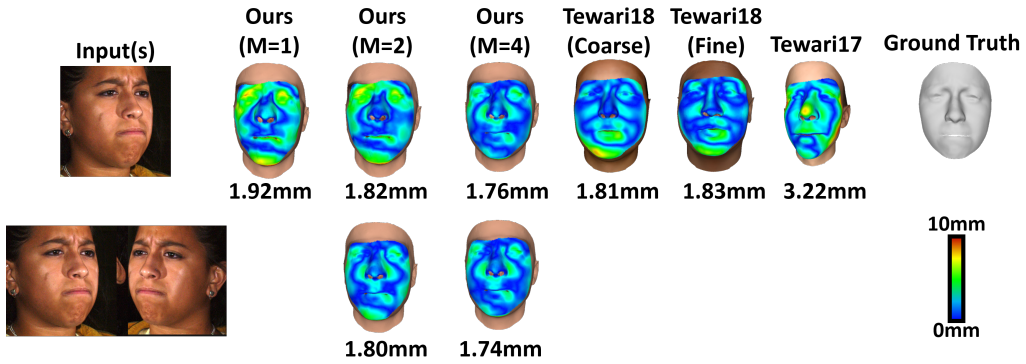 Input(s)
Ours
(M=1)
Ours
(M=2)
Ours
(M=4)
Tewari18
(Coarse)
Tewari18
(Fine)
Tewari17
Ground Truth
1.92mm
1.82mm
1.76mm
1.81mm
1.83mm
3.22mm
10mm
0mm
1.80mm
1.74mm